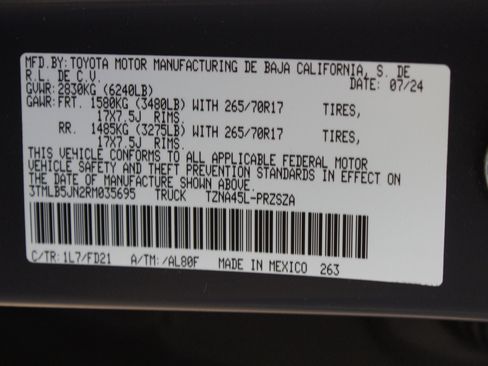 MFD.BY:TOYOTA MOTOR MANUFACTURING DE BAJA CALIFORNIA, S. DE
R.L. DE C.V. DATE: 07/24
GVWR:2830KG (6240LB)
GAWR:FRT. 1580KG (3480LB) WITH 265/70R17 TIRES,
17X7.5J RIMS.
RR. 1485KG (3275LB) WITH 265/70R17 TIRES,
17X7.5J RIMS.
THIS VEHICLE CONFORMS TO ALL APPLICABLE FEDERAL MOTOR
VEHICLE SAFETY AND THEFT PREVENTION STANDARDS IN EFFECT ON
THE DATE OF MANUFACTURE SHOWN ABOVE.
3TMLB5JN2RM035695 TRUCK TZNA45L-PRZSZA
C/TR:1L7/FD21 A/TM:/AL80F MADE IN MEXICO 263